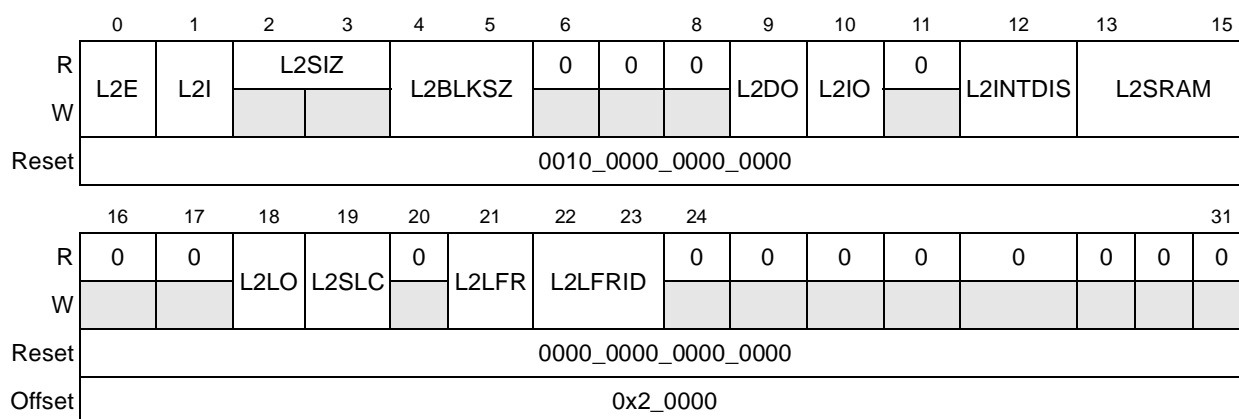 0 1 2 3 4 5 6 8 9 10 11 12 13 15
R L2E L2I L2SIZ L2BLKSZ 0 0 0 L2DO L2IO 0 L2INTDIS L2SRAM
W
Reset 0010_0000_0000_0000
16 17 18 19 20 21 22 23 24 31
R 0 0 L2LO L2SLC 0 L2LFR L2LFRID 0 0 0 0 0 0 0 0
W
Reset 0000_0000_0000_0000
Offset 0x2_0000